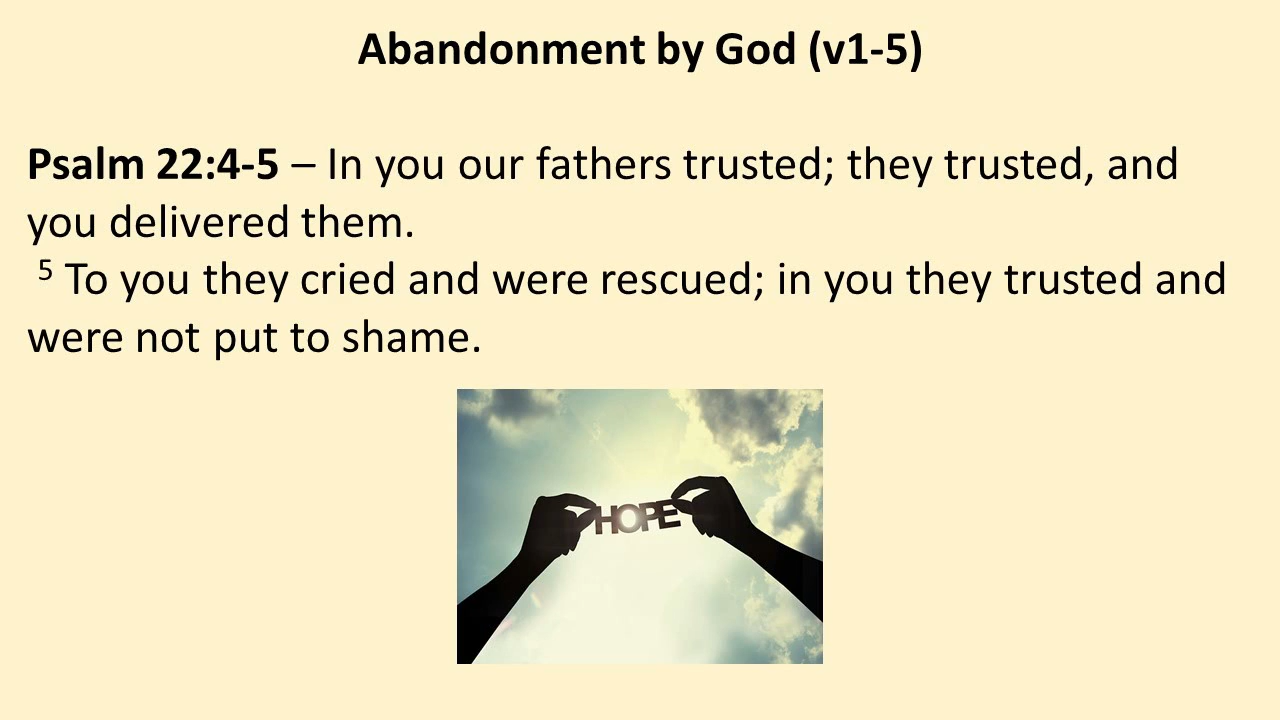 Abandonment by God (v1-5)
Psalm 22:4-5 – In you our fathers trusted; they trusted, and
you delivered them.
5 To you they cried and were rescued; in you they trusted and
were not put to shame.
HOPE